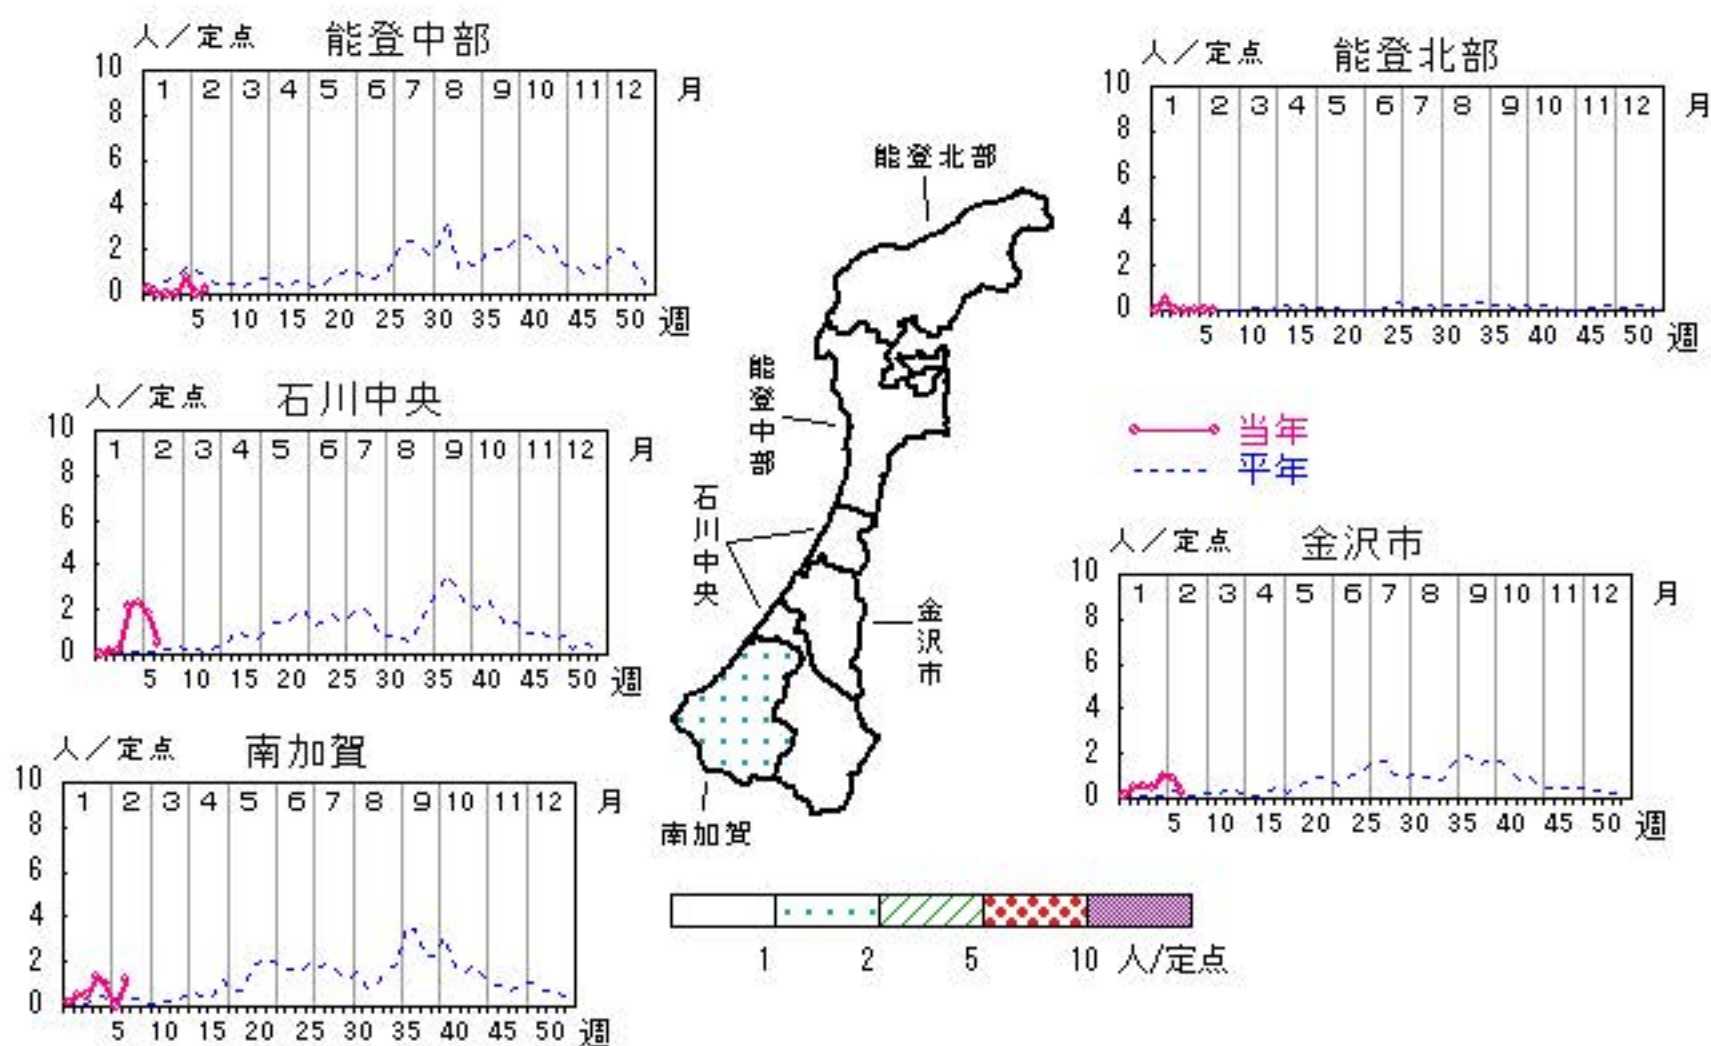 人／定点 能登中部
10 8 6 4 2 0
1 2 3 4 5 6 7 8 9 10 11 12 月
5 10 15 20 25 30 35 40 45 50 週
人／定点 能登北部
10 8 6 4 2 0
1 2 3 4 5 6 7 8 9 10 11 12 月
5 10 15 20 25 30 35 40 45 50 週
人／定点 石川中央
10 8 6 4 2 0
1 2 3 4 5 6 7 8 9 10 11 12 月
5 10 15 20 25 30 35 40 45 50 週
能登北部
能登中部
石川中央
金沢市
南加賀
当年
平年
人／定点 金沢市
10 8 6 4 2 0
1 2 3 4 5 6 7 8 9 10 11 12 月
5 10 15 20 25 30 35 40 45 50 週
人／定点 南加賀
10 8 6 4 2 0
1 2 3 4 5 6 7 8 9 10 11 12 月
5 10 15 20 25 30 35 40 45 50 週
1 2 5 10 人/定点